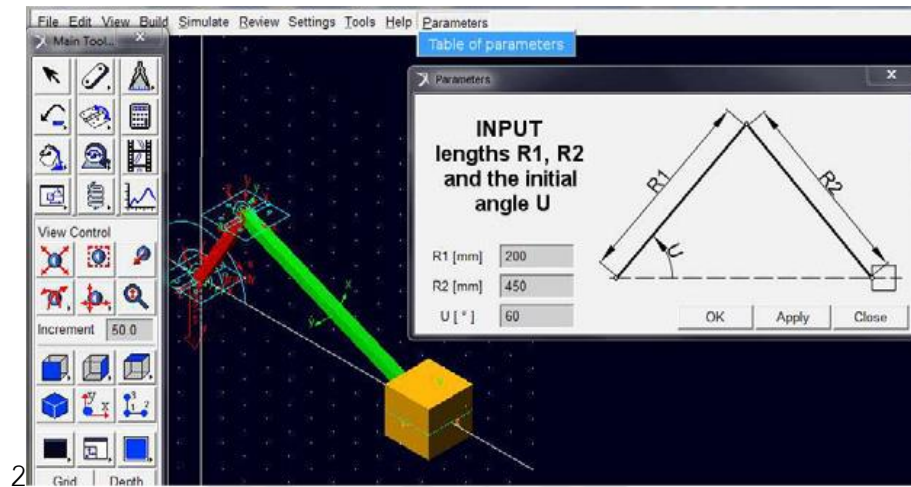 File Edit View Build Simulate Review Settings Tools Help Parameters
Main Tool...
Table of parameters
Parameters
INPUT
lengths R1, R2
and the initial
angle U
R1
R2
U
R1 [mm] 200
R2 [mm] 450
U [ ° ] 60
OK Apply Close
View Control
Increment 50.0
Grid Depth
2